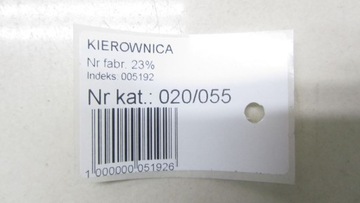 KIEROWNICA
Nr fabr. 23%
Indeks: 005192
Nr kat.: 020/055
1 000000 051926